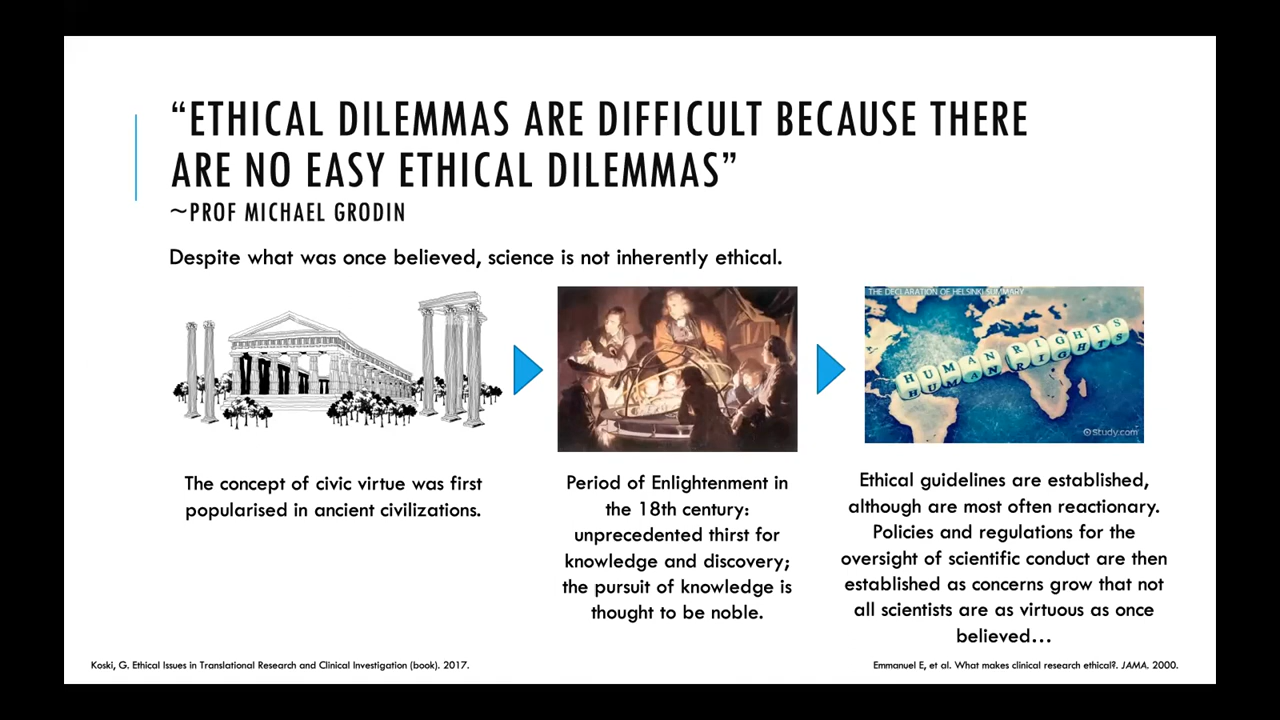 “ETHICAL DILEMMAS ARE DIFFICULT BECAUSE THERE
ARE NO EASY ETHICAL DILEMMAS”
~PROF MICHAEL GRODIN
Despite what was once believed, science is not inherently ethical.
THE DECLARATION OF HELSINKI SUMMARY
HUMAN RIGHTS
study.com
The concept of civic virtue was first
popularised in ancient civilizations.
Period of Enlightenment in
the 18th century:
unprecedented thirst for
knowledge and discovery;
the pursuit of knowledge is
thought to be noble.
Ethical guidelines are established,
although are most often reactionary.
Policies and regulations for the
oversight of scientific conduct are then
established as concerns grow that not
all scientists are as virtuous as once
believed…
Koski, G. Ethical Issues in Translational Research and Clinical Investigation (book). 2017.
Emmanuel E, et al. What makes clinical research ethical?. JAMA. 2000.